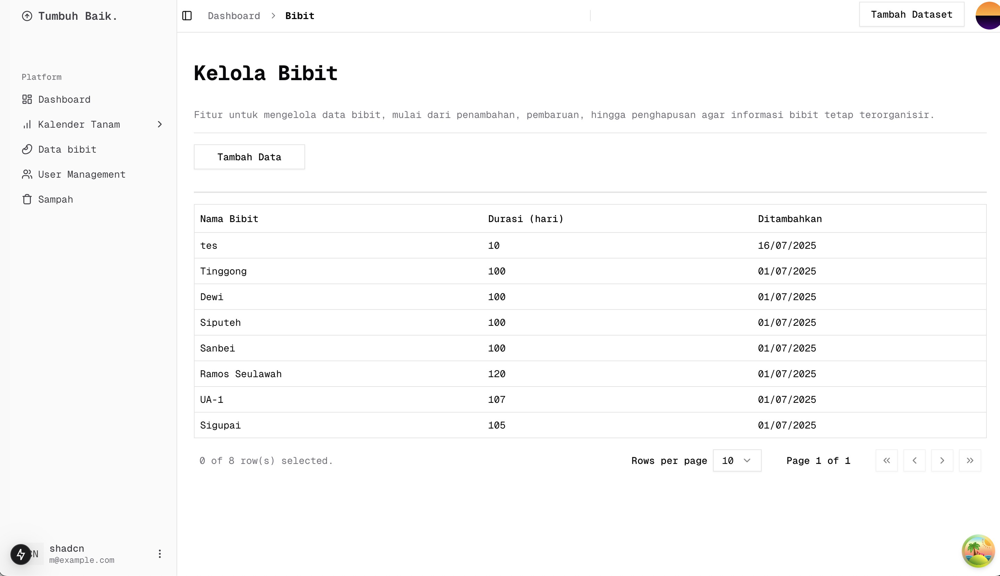 Tumbuh Baik.
Dashboard > Bibit
Tambah Dataset
Platform
Dashboard
Kalender Tanam
Data bibit
User Management
Sampah
Kelola Bibit
Fitur untuk mengelola data bibit, mulai dari penambahan, pembaruan, hingga penghapusan agar informasi bibit tetap terorganisir.
Tambah Data
Nama Bibit Durasi (hari) Ditambahkan
tes 10 16/07/2025
Tinggong 100 01/07/2025
Dewi 100 01/07/2025
Siputeh 100 01/07/2025
Sanbei 100 01/07/2025
Ramos Seulawah 120 01/07/2025
UA-1 107 01/07/2025
Sigupai 105 01/07/2025
0 of 8 row(s) selected.
Rows per page 10 Page 1 of 1
shadcn
m@example.com